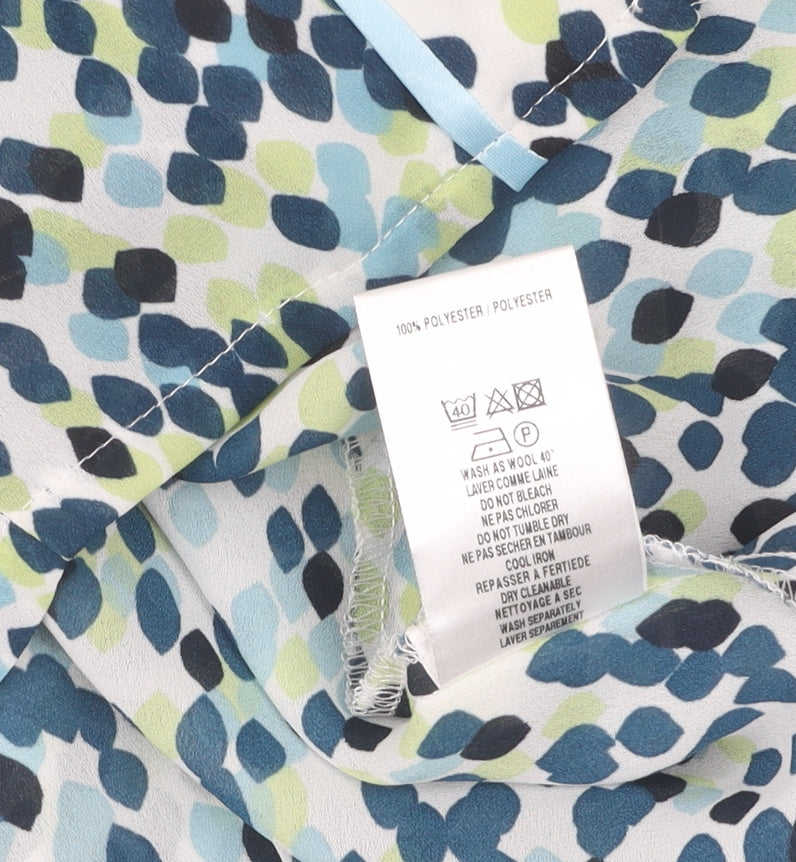 100% POLYESTER / POLYESTER
40
P
WASH AS WOOL 40°
LAVER COMME LAINE
DO NOT BLEACH
NE PAS CHLORER
DO NOT TUMBLE DRY
NE PAS SECHER EN TAMBOUR
COOL IRON
REPASSER A FERTIEDE
DRY CLEANABLE
NETTOYAGE A SEC
WASH SEPARATELY
LAVER SEPAREMENT